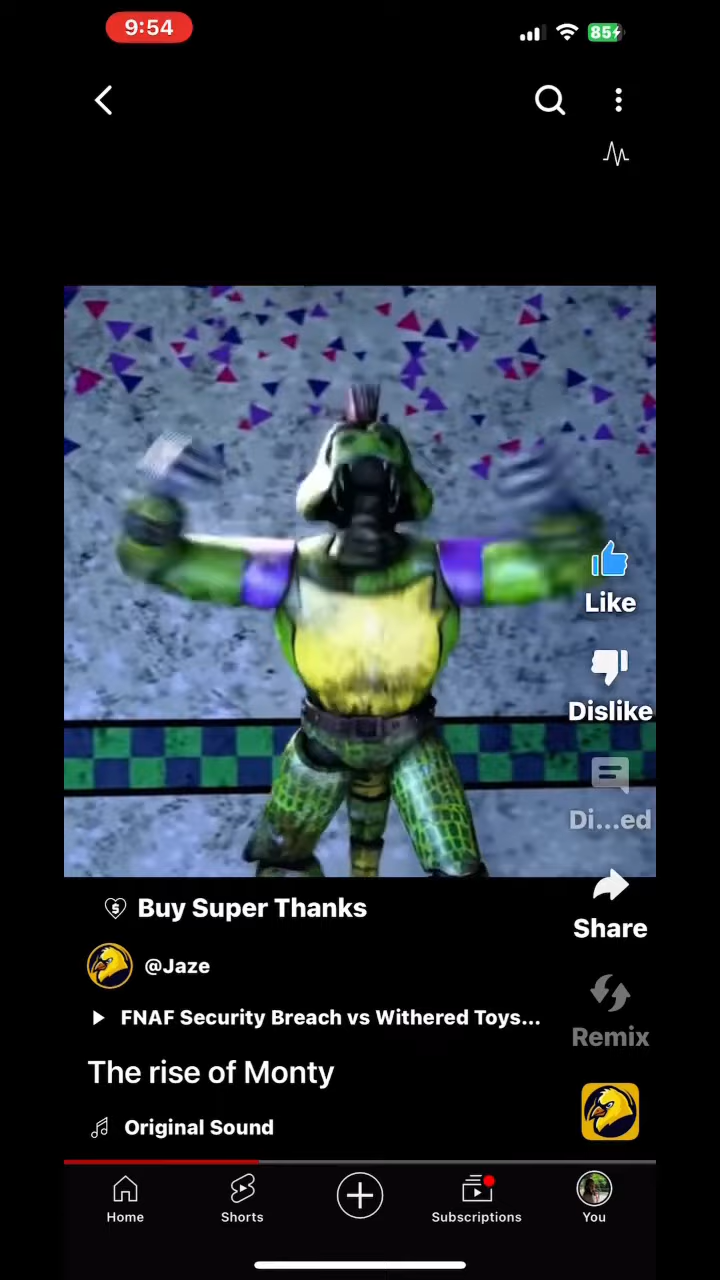 9:54
85
Like
Dislike
Di...ed
Buy Super Thanks
Share
@Jaze
FNAF Security Breach vs Withered Toys...
Remix
The rise of Monty
Original Sound
Home
Shorts
Subscriptions
You